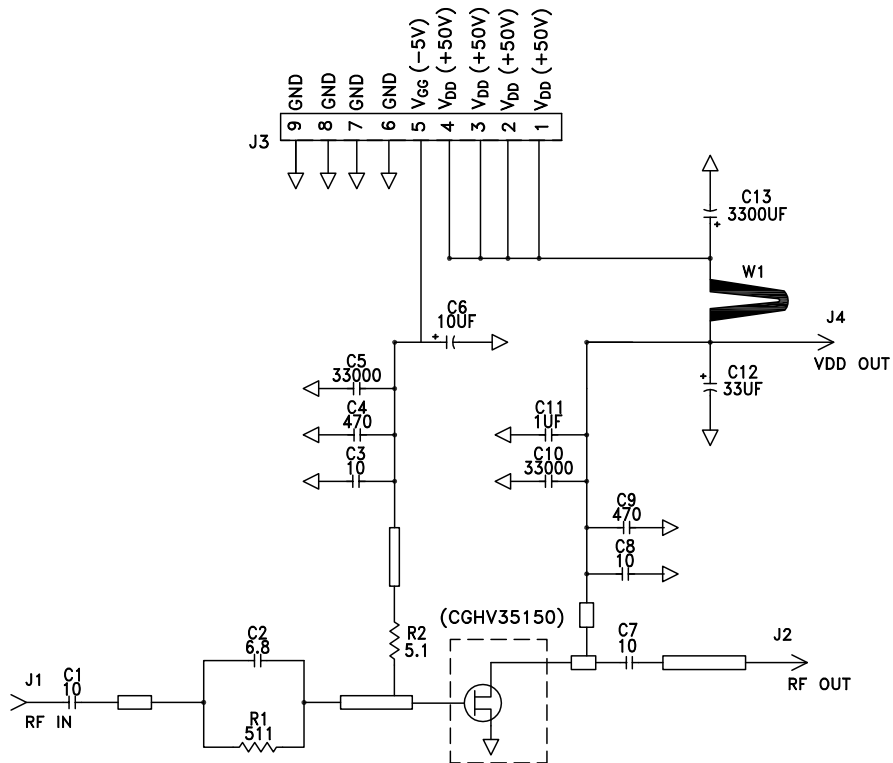 GND
GND
GND
GND
VGG (-5V)
VDD (+50V)
VDD (+50V)
VDD (+50V)
VDD (+50V)
9 8 7 6 5 4 3 2 1
J3
C13
3300UF
+
W1
C6
10UF
+
J4
VDD OUT
C5
33000
C12
33UF
+
C4
470
C11
1UF
C3
10
C10
33000
C9
470
C8
10
(CGHV35150)
R2
5.1
C7
10
J2
RF OUT
C2
6.8
J1
C1
10
RF IN
R1
511